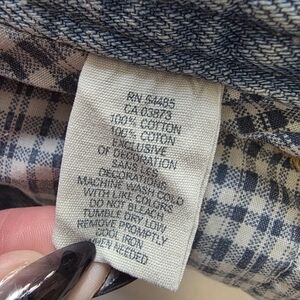 RN 54485
CA 03873
100% COTTON
100% COTON
EXCLUSIVE
OF DECORATION
SANS LES
DECORATIONS
MACHINE WASH COLD
WITH LIKE COLORS
DO NOT BLEACH
TUMBLE DRY LOW
REMOVE PROMPTLY
COOL IRON
WHEN NEEDED